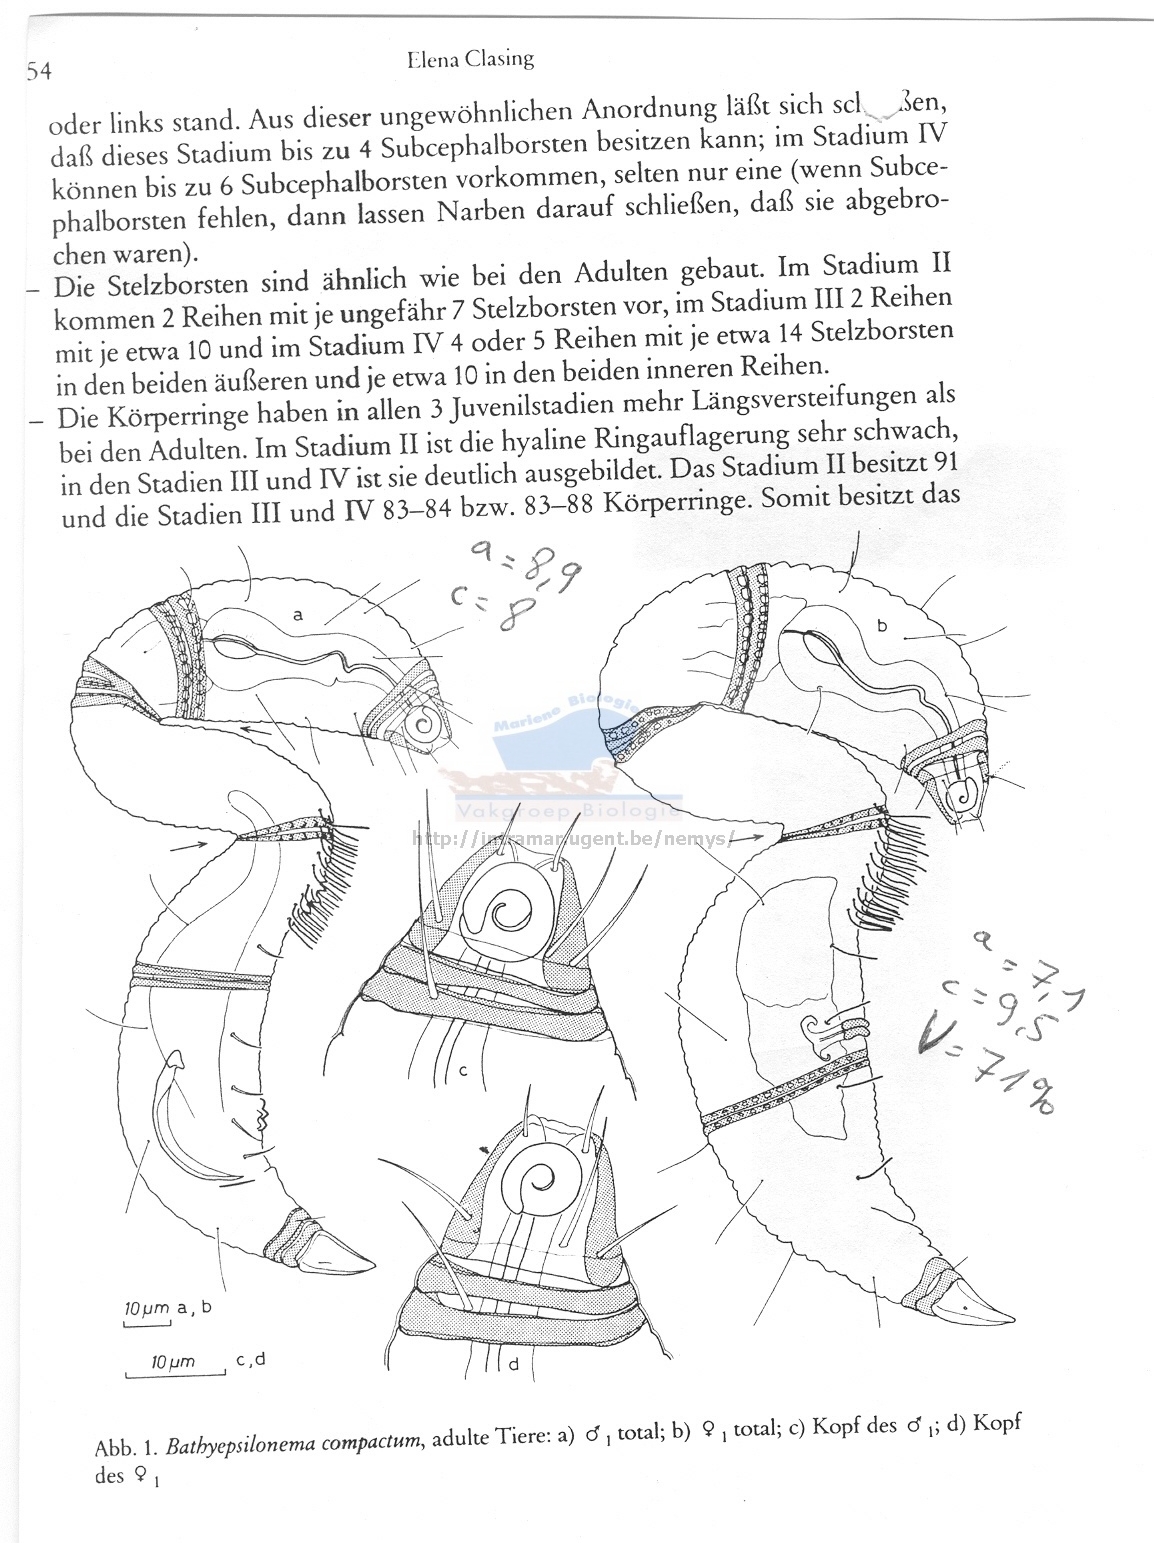 54
Elena Clasing
oder links stand. Aus dieser ungewöhnlichen Anordnung läßt sich
daß dieses Stadium bis zu 4 Subcephalborsten besitzen kann; im Stadium IV
können bis zu 6 Subcephalborsten vorkommen, selten nur eine (wenn Subce-
phalborsten fehlen, dann lassen Narben darauf schließen, daß sie abgebro-
chen waren).
– Die Stelzborsten sind ähnlich wie bei den Adulten gebaut. Im Stadium II
kommen 2 Reihen mit je ungefähr 7 Stelzborsten vor, im Stadium III 2 Reihen
mit je etwa 10 und im Stadium IV 4 oder 5 Reihen mit je etwa 14 Stelzborsten
in den beiden äußeren und je etwa 10 in den beiden inneren Reihen.
– Die Körperringe haben in allen 3 Juvenilstadien mehr Längsversteifungen als
bei den Adulten. Im Stadium II ist die hyaline Ringauflagerung sehr schwach,
in den Stadien III und IV ist sie deutlich ausgebildet. Das Stadium II besitzt 91
und die Stadien III und IV 83–84 bzw. 83–88 Körperringe. Somit besitzt das
a = 8,9
c = 8
a
b
Mariene Biologie
Vakgroep Biologie
http://intramar.ugent.be/nemys/
a = 7,1
c = 9,5
V = 71%
c
d
10 µm a, b
10 µm c,d
Abb. 1. Bathyepsilonema compactum, adulte Tiere: a) ♂ 1 total; b) ♀ 1 total; c) Kopf des ♂ 1; d) Kopf
des ♀ 1